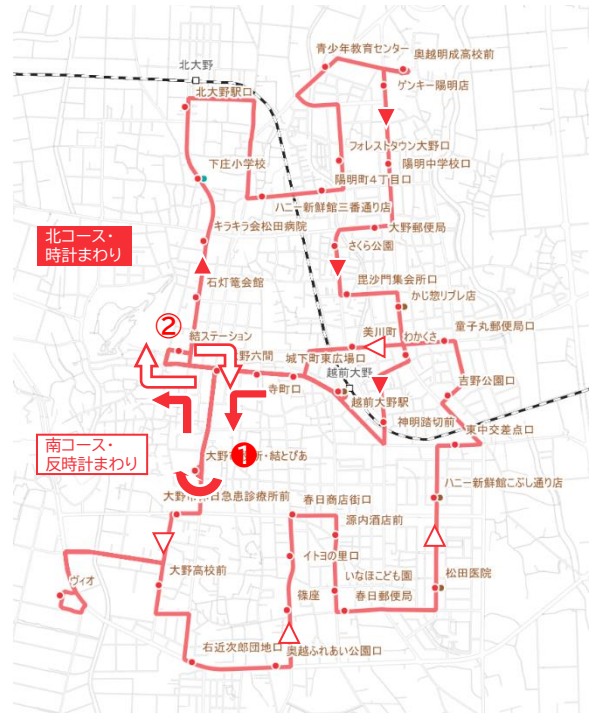 青少年教育センター
奥越明成高校前
北大野
ゲンキー陽明店
北大野駅口
フォレストタウン大野口
下庄小学校
陽明中学校口
陽明町4丁目口
ハニー新鮮館三番通り店
キラキラ会松田病院
大野郵便局
さくら公園
北コース・
時計まわり
石灯篭会館
毘沙門集会所口
かじ惣リブレ店
②
結ステーション
美川町
わかくさ
童子丸郵便局口
野六間
城下町東広場口
越前大野
寺町口
越前大野駅
吉野公園口
神明踏切前
東中交差点口
南コース・
反時計まわり
❶
所・結とぴあ
ハニー新鮮館こぶし通り店
日急患診療所前
春日商店街口
源内酒店前
イトヨの里口
大野高校前
いなほこども園
松田医院
ヴィオ
篠座
春日郵便局
右近次郎団地口
奥越ふれあい公園口